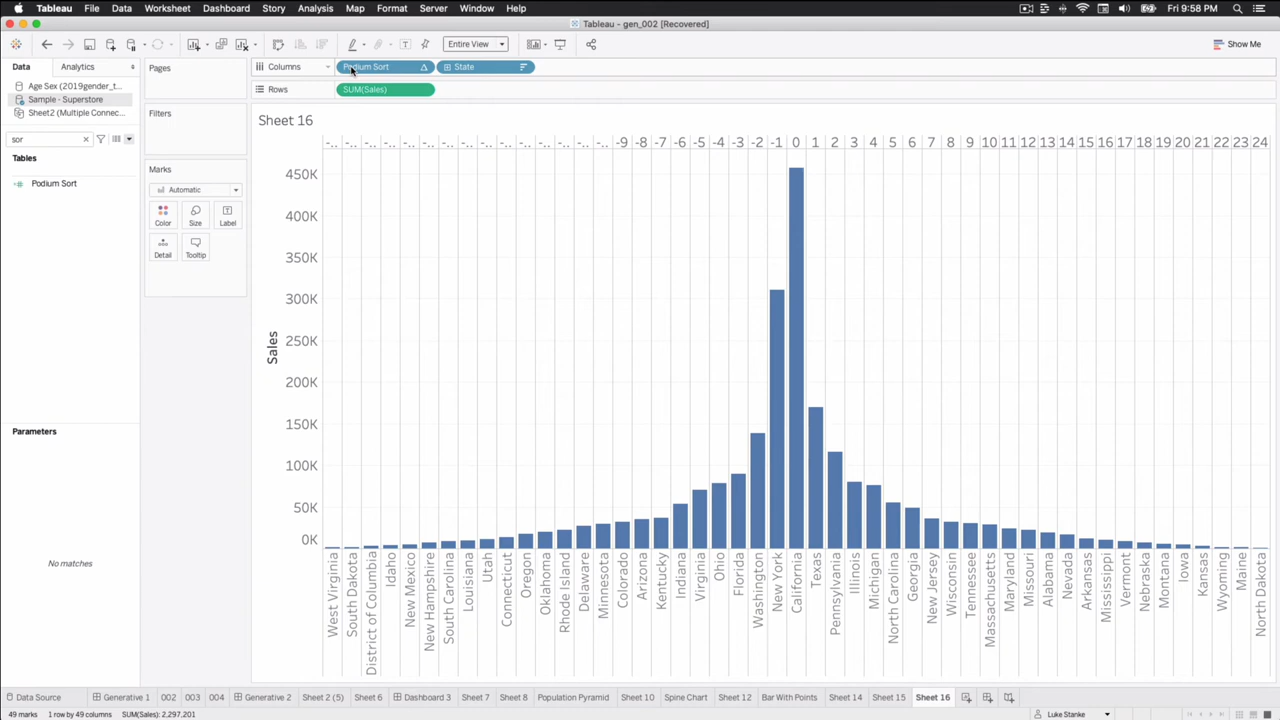 Tableau File Data Worksheet Dashboard Story Analysis Map Format Server Window Help Fri 9:58 PM
Tableau - gen_002 [Recovered]
Entire View Show Me
Data Analytics
Age Sex (2019gender_t...
Sample - Superstore
Sheet2 (Multiple Connec...
sor
Tables
Podium Sort
Parameters
No matches
Pages
Filters
Marks
Automatic
Color Size Label
Detail Tooltip
Columns Podium Sort State
Rows SUM(Sales)
Sheet 16
-.. -.. -.. -.. -.. -.. -.. -.. -.. -.. -.. -.. -.. -.. -.. -9 -8 -7 -6 -5 -4 -3 -2 -1 0 1 2 3 4 5 6 7 8 9 10 11 12 13 14 15 16 17 18 19 20 21 22 23 24
450K
400K
350K
300K
250K
200K
150K
100K
50K
0K
Sales
West Virginia
South Dakota
District of Columbia
Idaho
New Mexico
New Hampshire
South Carolina
Louisiana
Utah
Connecticut
Oregon
Oklahoma
Rhode Island
Delaware
Minnesota
Colorado
Arizona
Kentucky
Indiana
Virginia
Ohio
Florida
Washington
New York
California
Texas
Pennsylvania
Illinois
Michigan
North Carolina
Georgia
New Jersey
Wisconsin
Tennessee
Massachusetts
Maryland
Missouri
Alabama
Nevada
Arkansas
Mississippi
Vermont
Nebraska
Montana
Iowa
Kansas
Wyoming
Maine
North Dakota
Data Source Generative 1 002 003 004 Generative 2 Sheet 2 (5) Sheet 6 Dashboard 3 Sheet 7 Sheet 8 Population Pyramid Sheet 10 Spine Chart Sheet 12 Bar With Points Sheet 14 Sheet 15 Sheet 16
49 marks 1 row by 49 columns SUM(Sales): 2,297,201 Luke Stanke